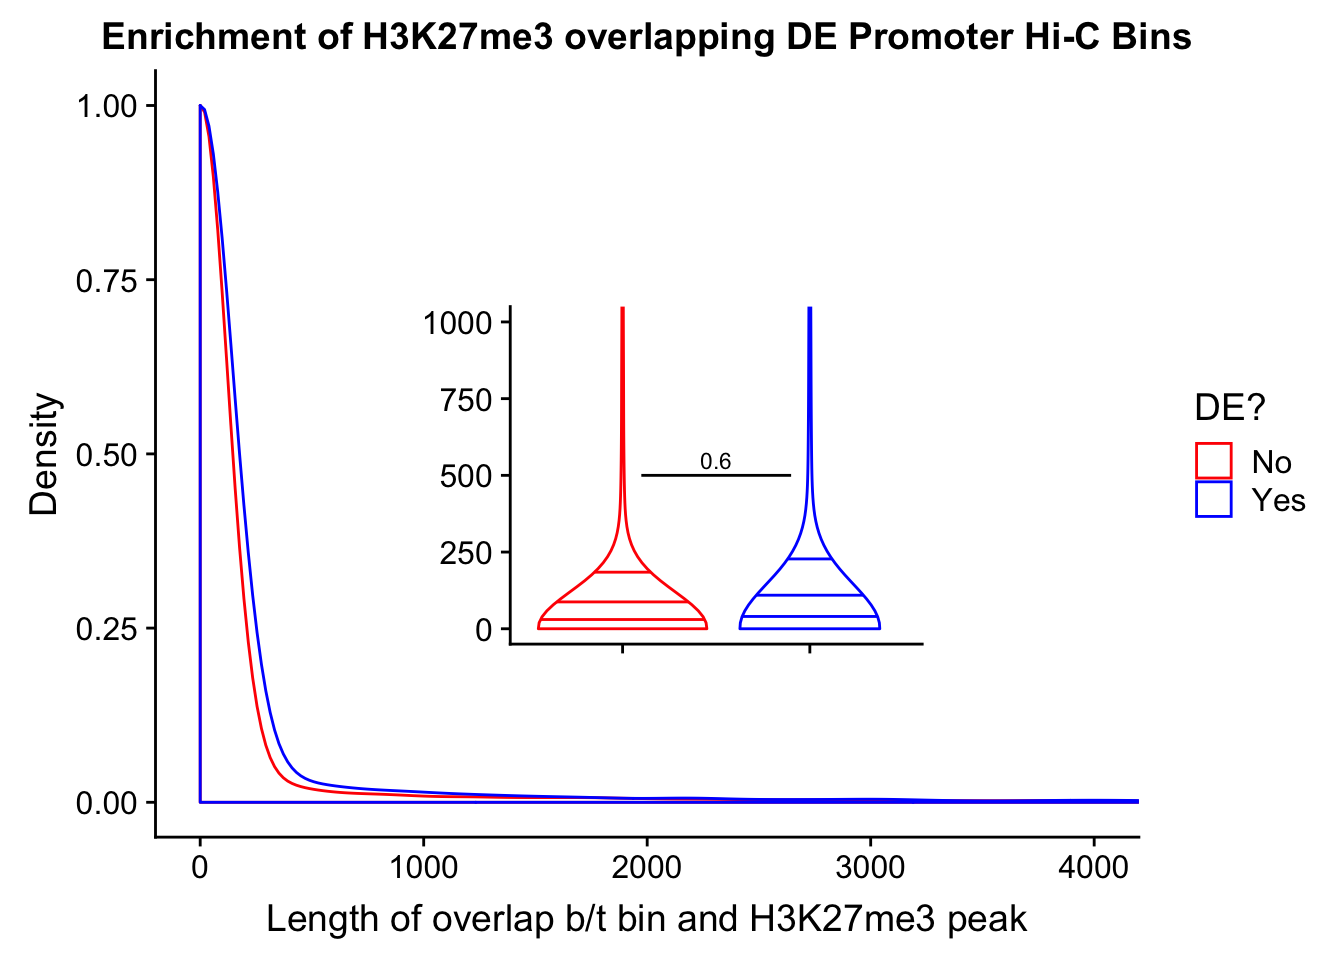 Enrichment of H3K27me3 overlapping DE Promoter Hi-C Bins
1.00
0.75
0.50
0.25
0.00
Density
1000
750
500
250
0
0.6
DE?
No
Yes
0 1000 2000 3000 4000
Length of overlap b/t bin and H3K27me3 peak